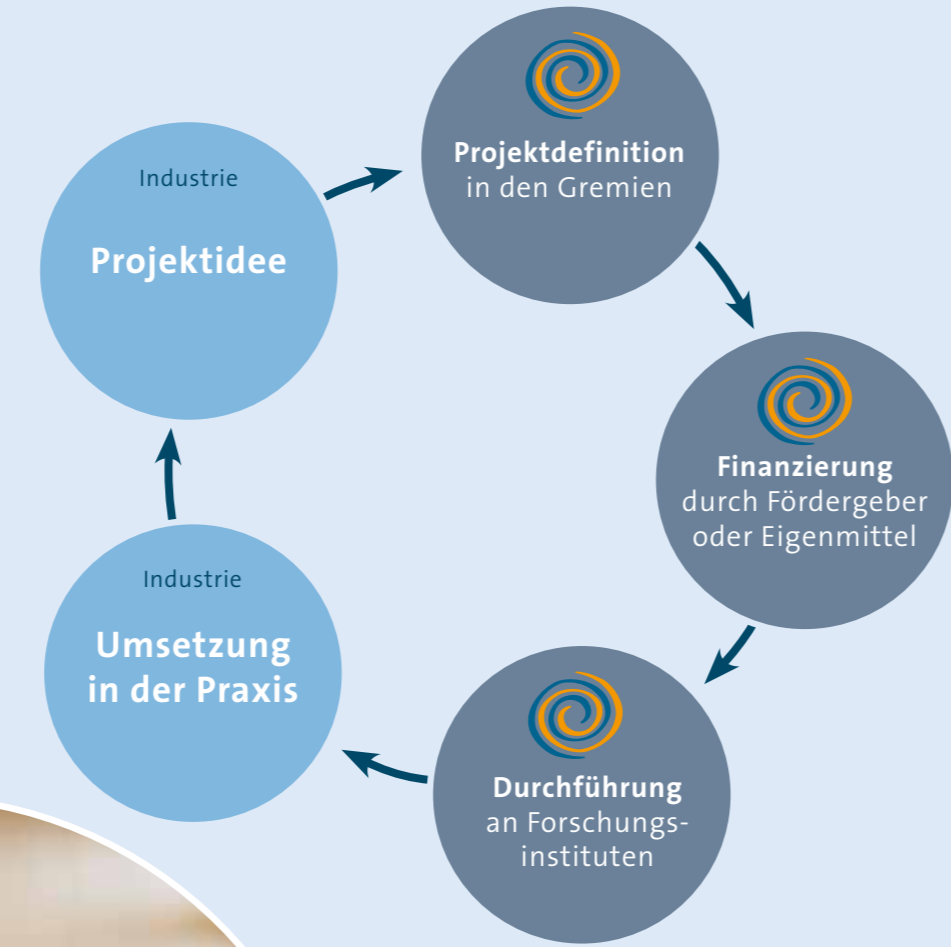 Industrie
Projektidee
Projektdefinition
in den Gremien
Finanzierung
durch Fördergeber
oder Eigenmittel
Durchführung
an Forschungs-
instituten
Industrie
Umsetzung
in der Praxis